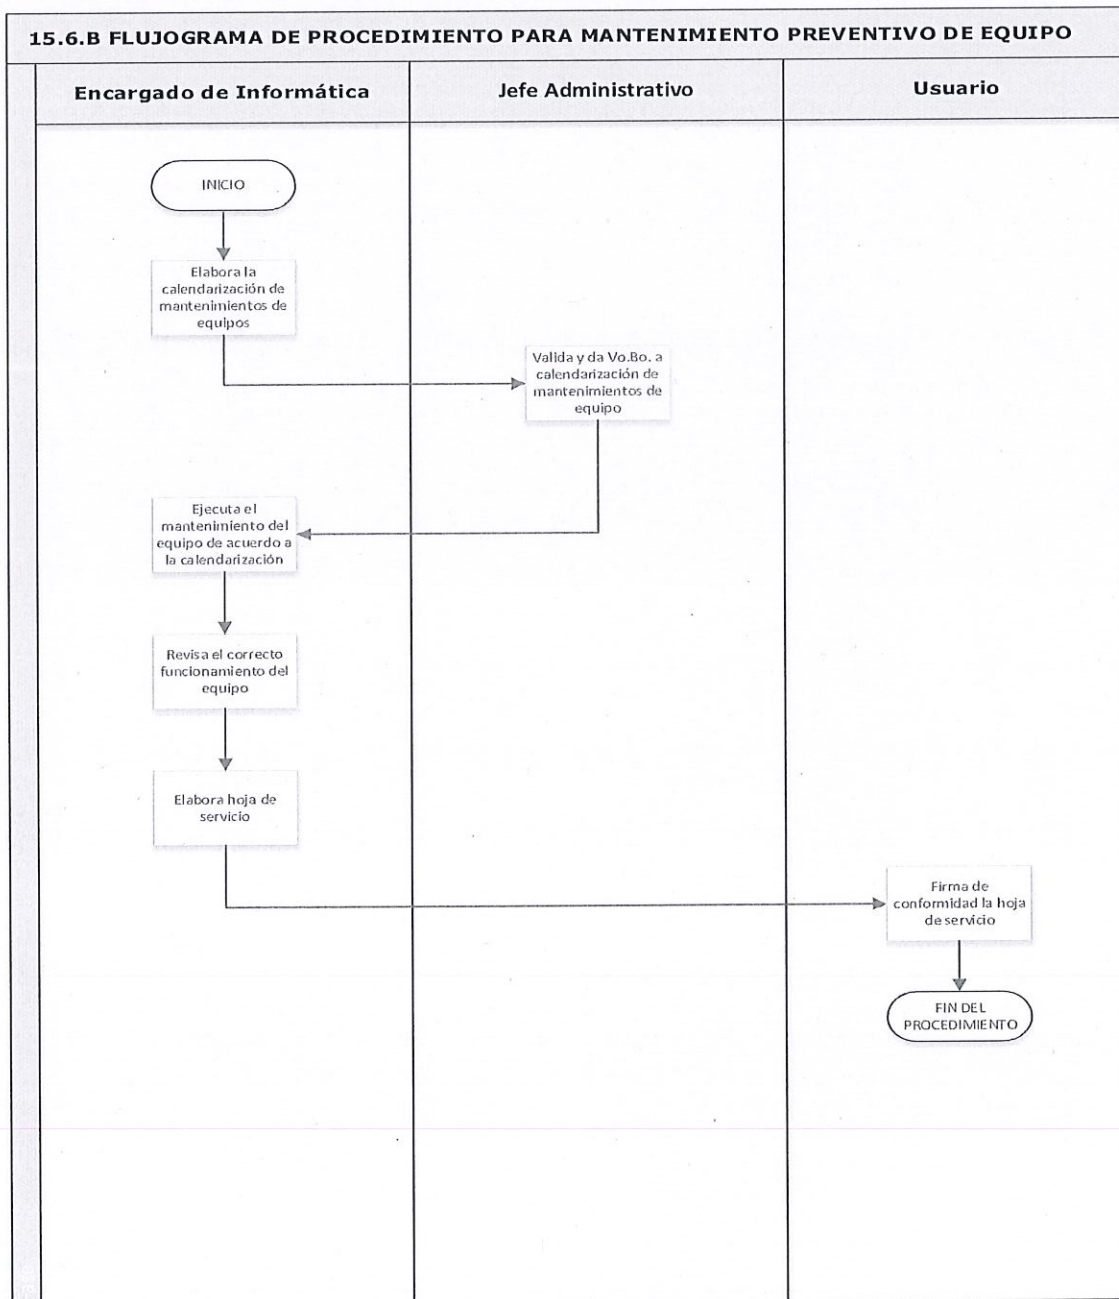 15.6.B FLUJOGRAMA DE PROCEDIMIENTO PARA MANTENIMIENTO PREVENTIVO DE EQUIPO
Encargado de Informática
Jefe Administrativo
Usuario
INICIO
Elabora la
calendarización de
mantenimientos de
equipos
Valida y da Vo.Bo. a
calendarización de
mantenimientos de
equipo
Ejecuta el
mantenimiento del
equipo de acuerdo a
la calendarización
Revisa el correcto
funcionamiento del
equipo
Elabora hoja de
servicio
Firma de
conformidad la hoja
de servicio
FIN DEL
PROCEDIMIENTO